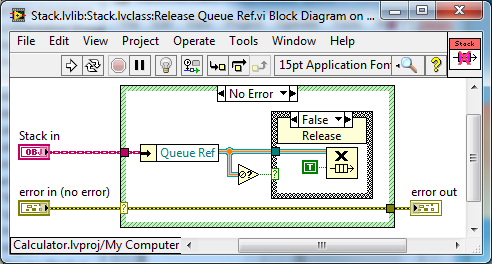 Stack.lvlib:Stack.lvclass:Release Queue Ref.vi Block Diagram on ...
File Edit View Project Operate Tools Window Help
Stack
15pt Application Font
?
No Error
False
Release
Stack in
OBJ
Queue Ref
?
?
T
error in (no error)
?
error out
Calculator.lvproj/My Computer